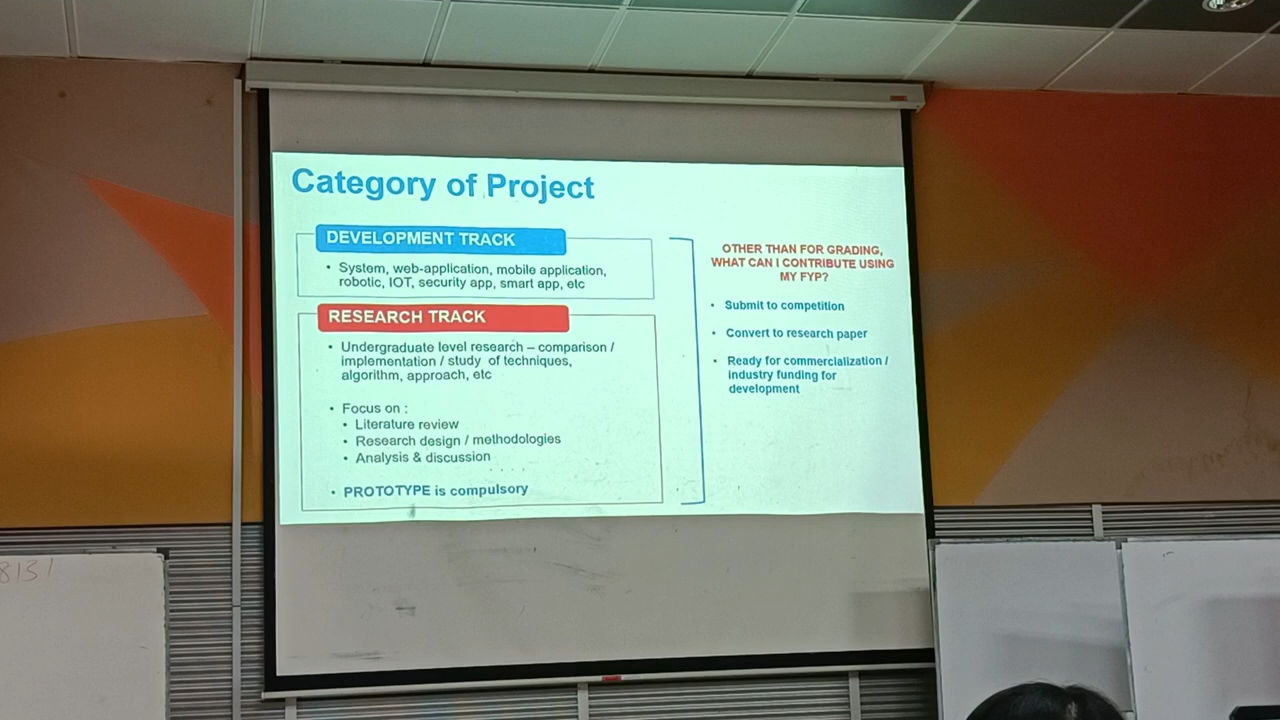 Category of Project
DEVELOPMENT TRACK
• System, web-application, mobile application,
robotic, IOT, security app, smart app, etc
RESEARCH TRACK
• Undergraduate level research – comparison /
implementation / study of techniques,
algorithm, approach, etc
• Focus on :
• Literature review
• Research design / methodologies
• Analysis & discussion
• PROTOTYPE is compulsory
OTHER THAN FOR GRADING,
WHAT CAN I CONTRIBUTE USING
MY FYP?
• Submit to competition
• Convert to research paper
• Ready for commercialization /
industry funding for
development
8131